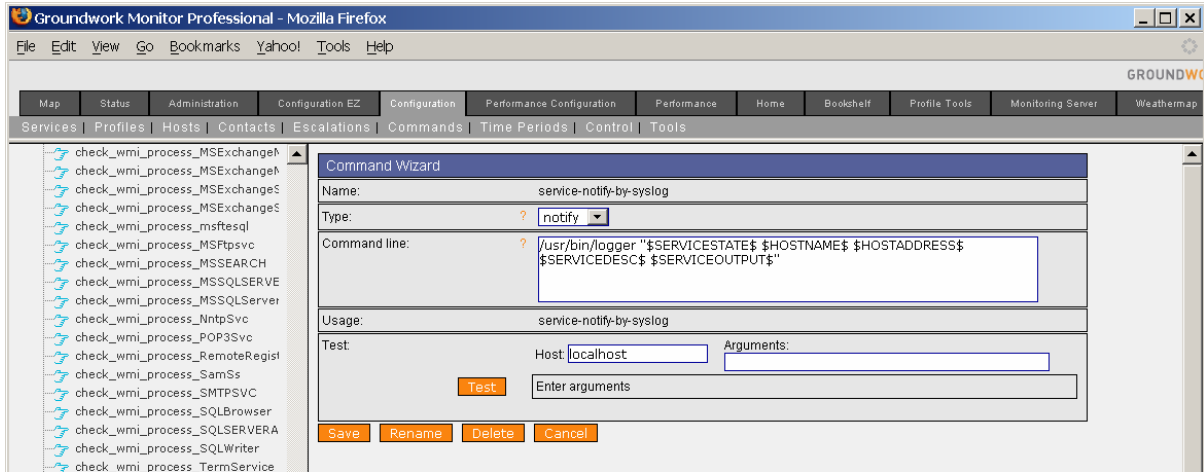 Groundwork Monitor Professional - Mozilla Firefox
File Edit View Go Bookmarks Yahoo! Tools Help
GROUNDWO
Map Status Administration Configuration EZ Configuration Performance Configuration Performance Home Bookshelf Profile Tools Monitoring Server Weathermap
Services | Profiles | Hosts | Contacts | Escalations | Commands | Time Periods | Control | Tools
check_wmi_process_MSExchangeM
check_wmi_process_MSExchangeM
check_wmi_process_MSExchangeS
check_wmi_process_MSExchangeS
check_wmi_process_msftesql
check_wmi_process_MSFtpsvc
check_wmi_process_MSSEARCH
check_wmi_process_MSSQLSERVE
check_wmi_process_MSSQLServer
check_wmi_process_NntpSvc
check_wmi_process_POP3Svc
check_wmi_process_RemoteRegist
check_wmi_process_SamSs
check_wmi_process_SMTPSVC
check_wmi_process_SQLBrowser
check_wmi_process_SQLSERVERA
check_wmi_process_SQLWriter
check_wmi_process_TermService
Command Wizard
Name: service-notify-by-syslog
Type: ? notify
Command line: ? /usr/bin/logger "$SERVICESTATE$ $HOSTNAME$ $HOSTADDRESS$
$SERVICEDESC$ $SERVICEOUTPUT$"
Usage: service-notify-by-syslog
Test: Host: localhost Arguments:
Test Enter arguments
Save Rename Delete Cancel